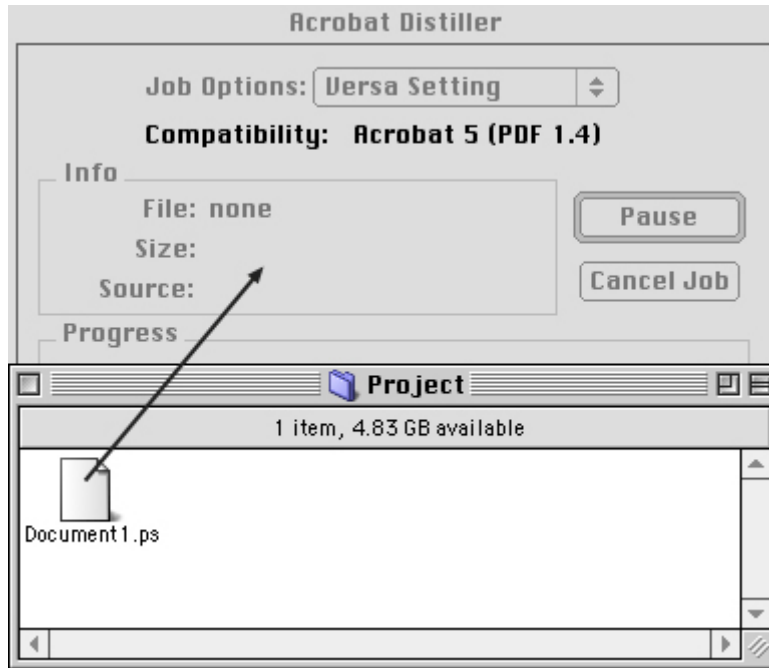 Acrobat Distiller
Job Options: Versa Setting
Compatibility: Acrobat 5 (PDF 1.4)
Info
File: none
Pause
Size:
Cancel Job
Source:
Progress
Project
1 item, 4.83 GB available
Document1.ps